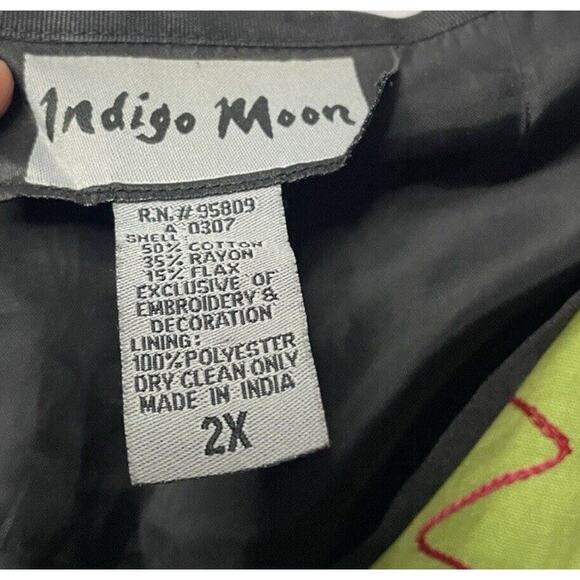 Indigo Moon
R.N.# 95809
A 0307
SHELL:
50% COTTON
35% RAYON
15% FLAX
EXCLUSIVE OF
EMBROIDERY &
DECORATION
LINING:
100% POLYESTER
DRY CLEAN ONLY
MADE IN INDIA
2X